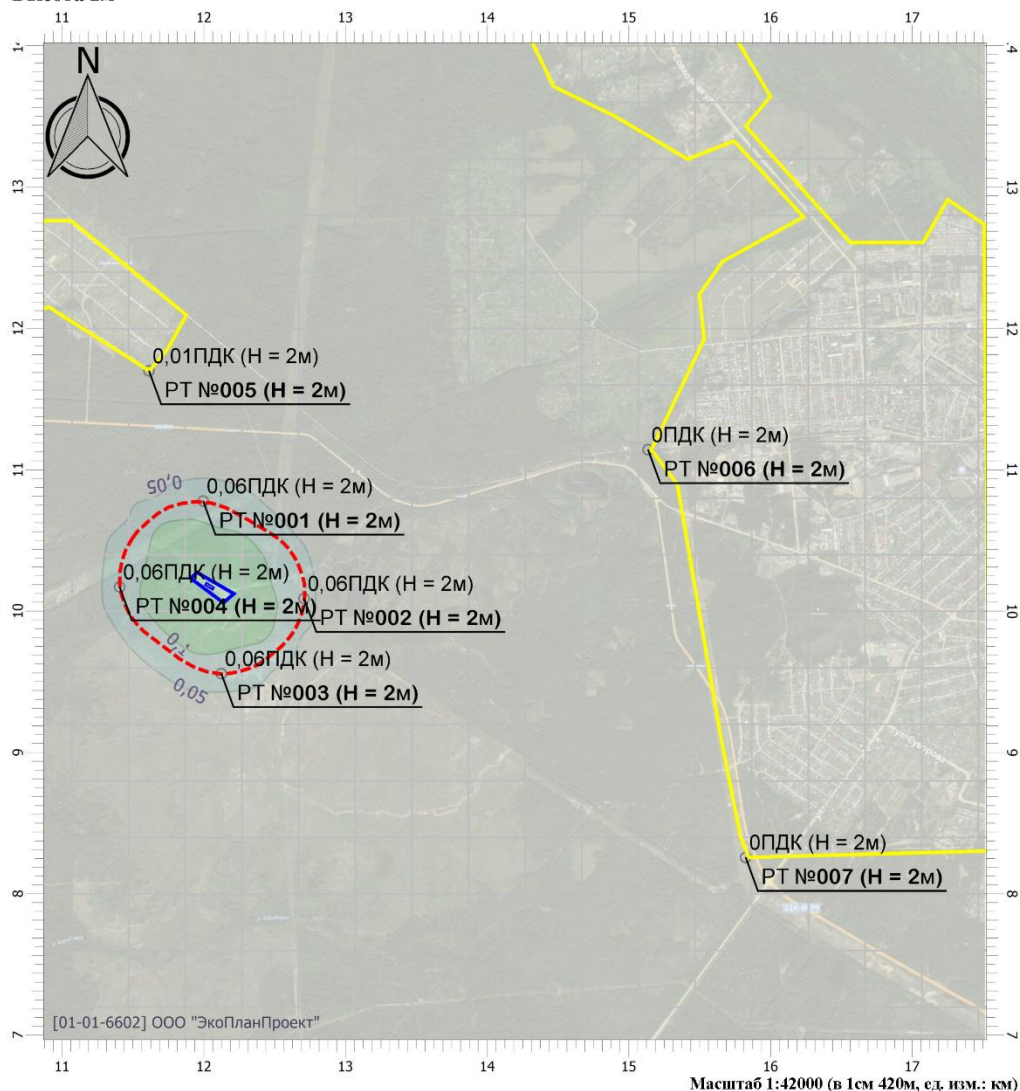 11 12 13 14 15 16 17
N
14 14
13 13
12 12
11 11
10 10
9 9
8 8
7 7
0,01ПДК (Н = 2м)
РТ №005 (Н = 2м)
0ПДК (Н = 2м)
РТ №006 (Н = 2м)
0,05
0,06ПДК (Н = 2м)
РТ №001 (Н = 2м)
0,06ПДК (Н = 2м)
РТ №004 (Н = 2м)
0,06ПДК (Н = 2м)
РТ №002 (Н = 2м)
0,1
0,06ПДК (Н = 2м)
0,05
РТ №003 (Н = 2м)
0ПДК (Н = 2м)
РТ №007 (Н = 2м)
[01-01-6602] ООО "ЭкоПланПроект"
11 12 13 14 15 16 17
Масштаб 1:42000 (в 1см 420м, ед. изм.: км)